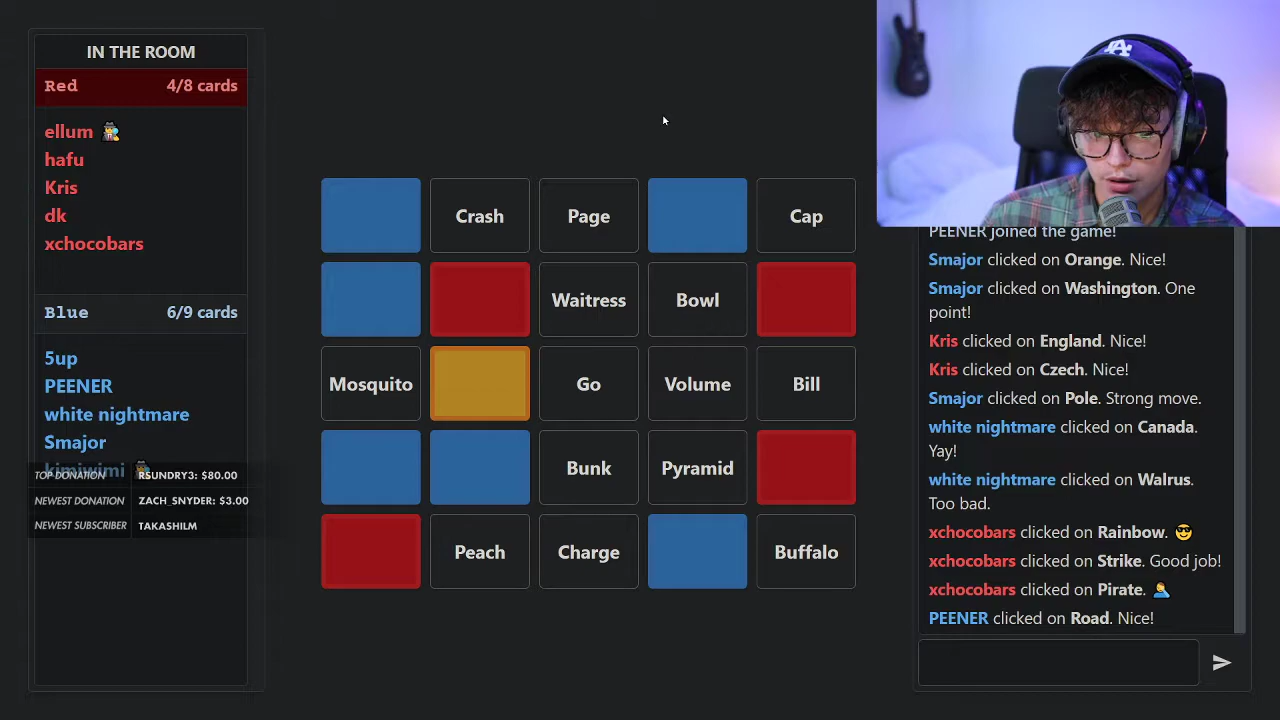 IN THE ROOM
Red 4/8 cards
ellum
hafu
Kris
dk
xchocobars
Blue 6/9 cards
5up
PEENER
white nightmare
Smajor
kimiwimi
TOP DONATION RSUNDRY3: $80.00
NEWEST DONATION ZACH_SNYDER: $3.00
NEWEST SUBSCRIBER TAKASHILM
Crash Page Cap
Waitress Bowl
Mosquito Go Volume Bill
Bunk Pyramid
Peach Charge Buffalo
LA
PEENER joined the game!
Smajor clicked on Orange. Nice!
Smajor clicked on Washington. One
point!
Kris clicked on England. Nice!
Kris clicked on Czech. Nice!
Smajor clicked on Pole. Strong move.
white nightmare clicked on Canada.
Yay!
white nightmare clicked on Walrus.
Too bad.
xchocobars clicked on Rainbow. 😎
xchocobars clicked on Strike. Good job!
xchocobars clicked on Pirate. 🤦
PEENER clicked on Road. Nice!